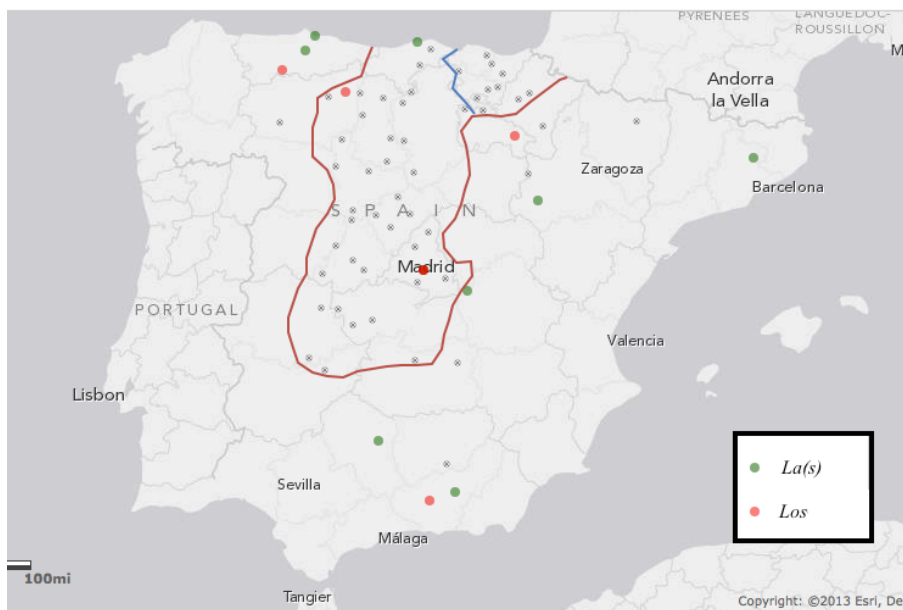 PYRENEES
LANGUEDOC-
ROUSSILLON
M
Andorra
la Vella
Zaragoza
Barcelona
S P A I N
Madrid
PORTUGAL
Valencia
Lisbon
La(s)
Sevilla
Los
Málaga
100mi
Tangier
Copyright: ©2013 Esri, De